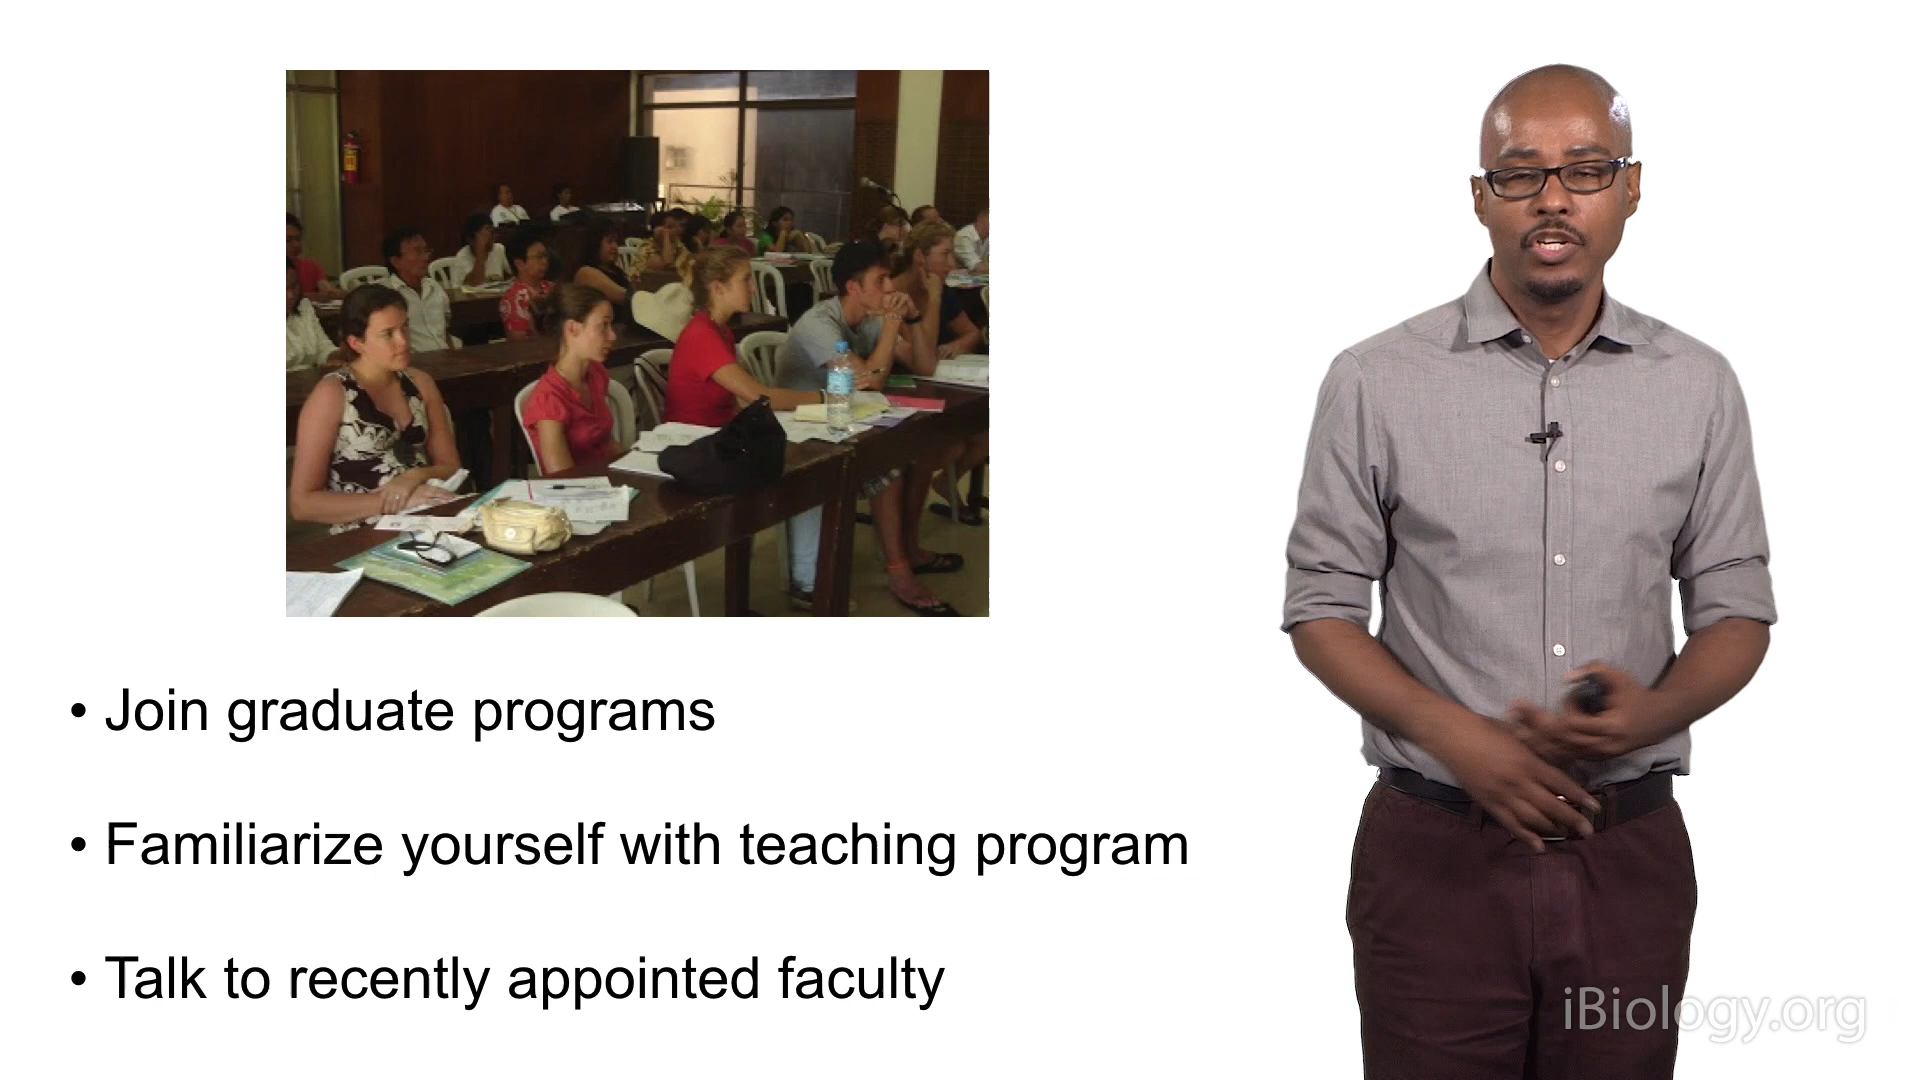 • Join graduate programs
• Familiarize yourself with teaching program
• Talk to recently appointed faculty
iBiology.org